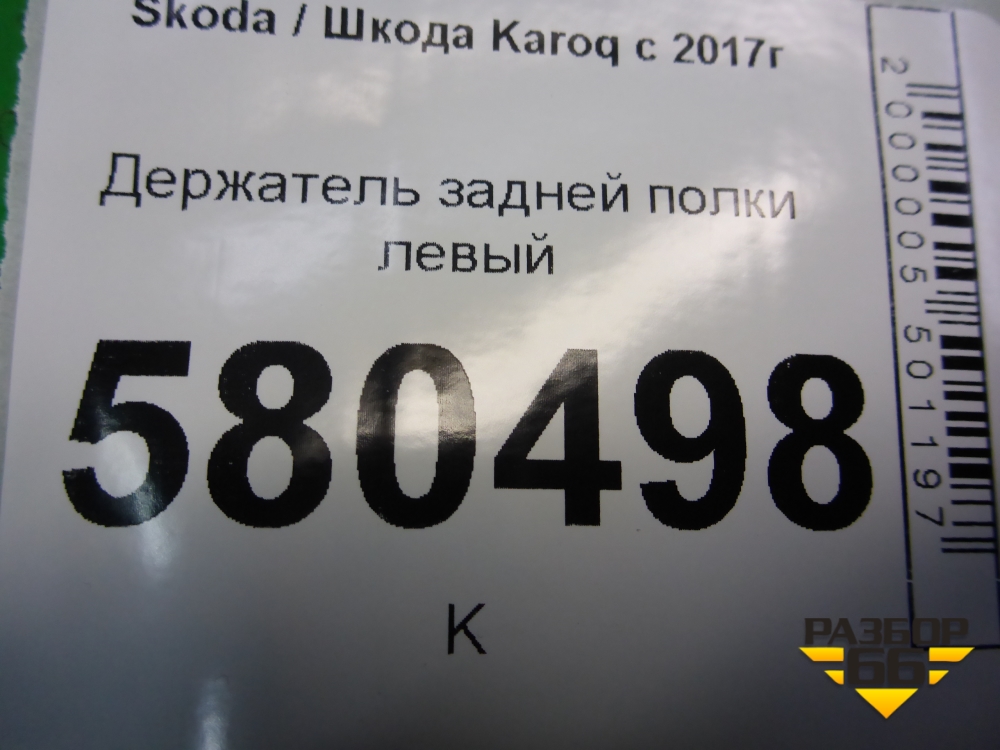 Skoda / Шкода Karoq с 2017г
Держатель задней полки
левый
580498
K
2000005501197
РАЗБОР
66